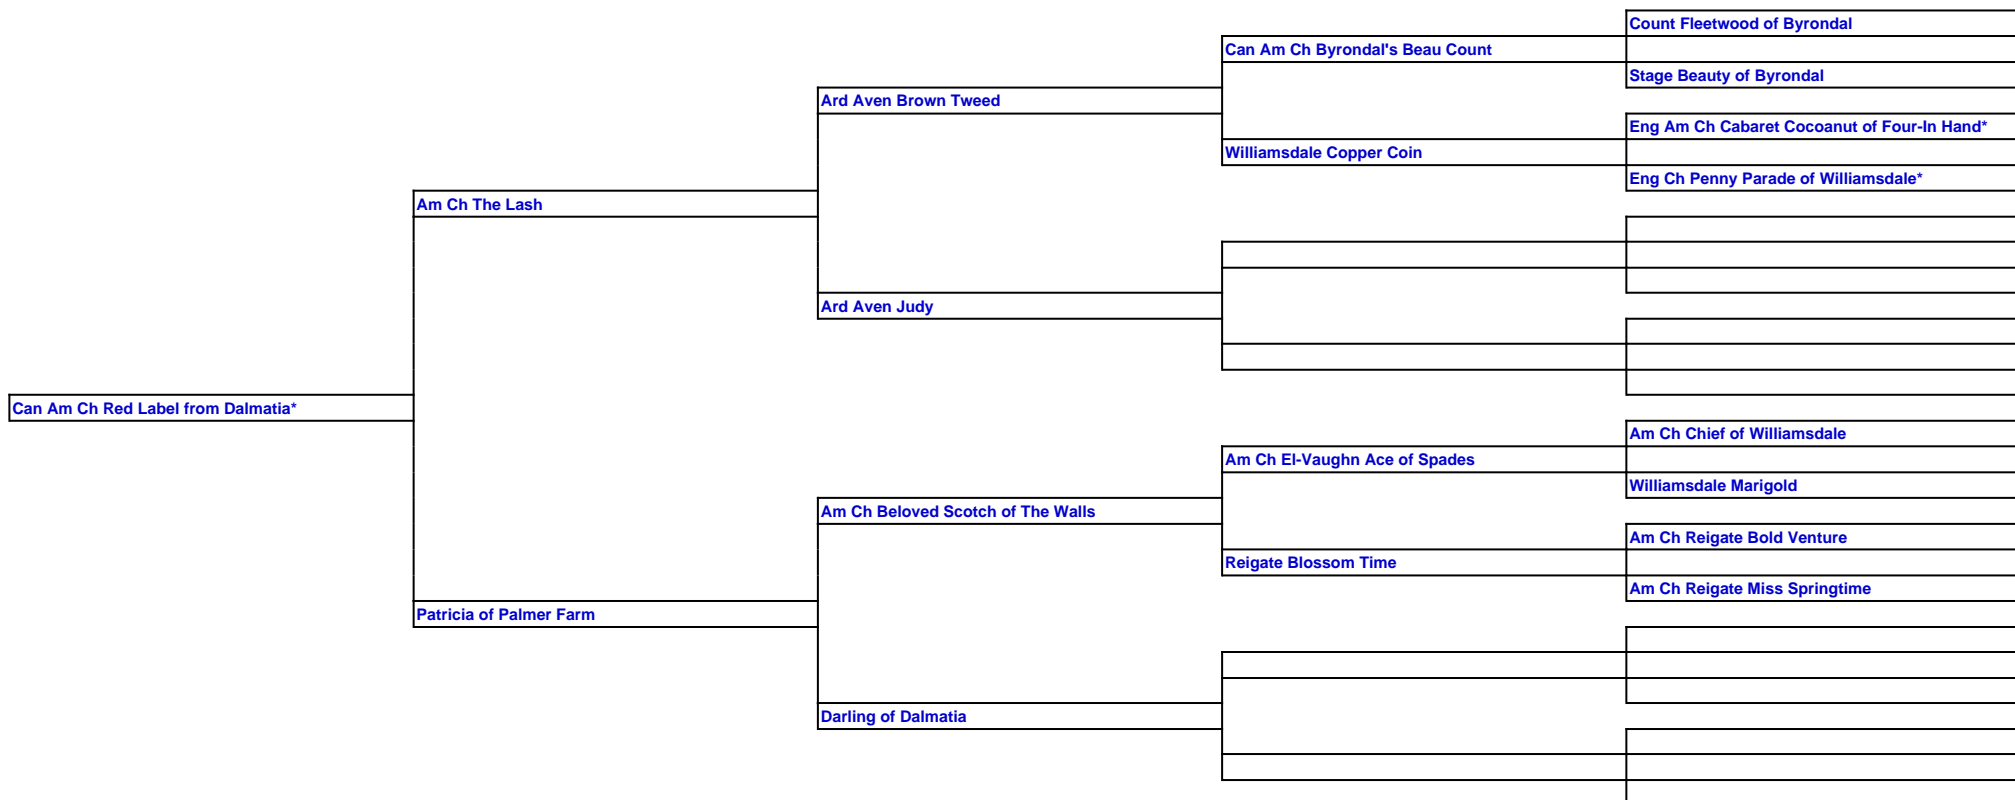 Count Fleetwood of Byrondal
Can Am Ch Byrondal's Beau Count
Stage Beauty of Byrondal
Ard Aven Brown Tweed
Eng Am Ch Cabaret Cocoanut of Four-In Hand*
Williamsdale Copper Coin
Eng Ch Penny Parade of Williamsdale*
Am Ch The Lash
Ard Aven Judy
Can Am Ch Red Label from Dalmatia*
Am Ch Chief of Williamsdale
Am Ch El-Vaughn Ace of Spades
Williamsdale Marigold
Am Ch Beloved Scotch of The Walls
Am Ch Reigate Bold Venture
Reigate Blossom Time
Am Ch Reigate Miss Springtime
Patricia of Palmer Farm
Darling of Dalmatia